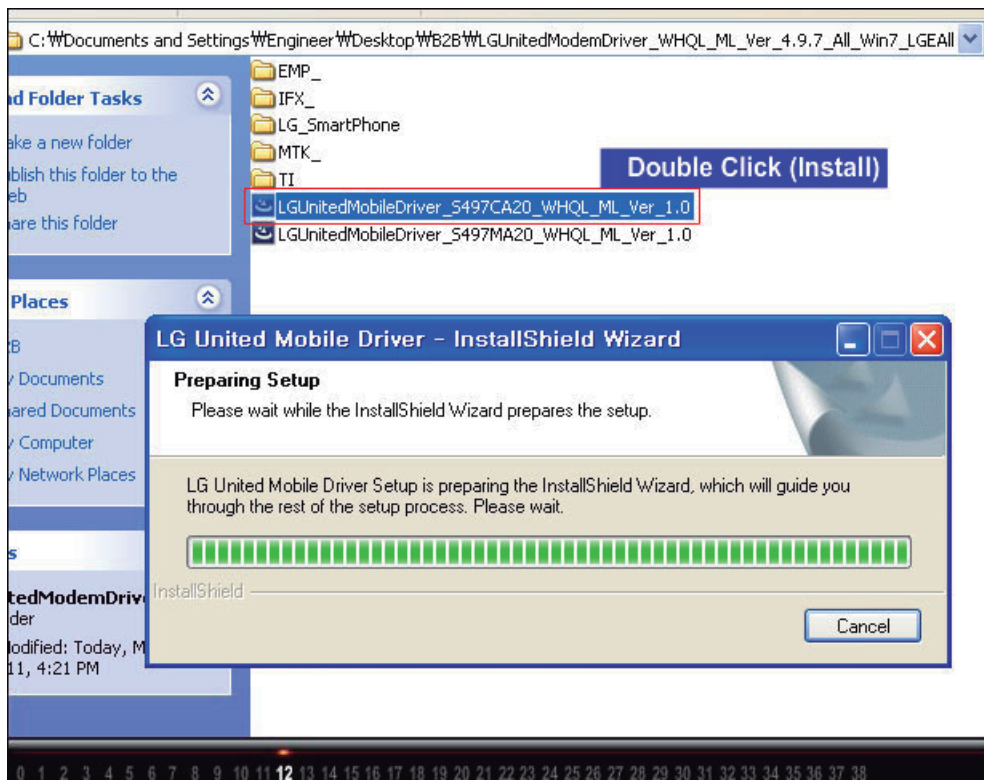 C:￦Documents and Settings￦Engineer￦Desktop￦B2B￦LGUnitedModemDriver_WHQL_ML_Ver_4.9.7_All_Win7_LGEAll
nd Folder Tasks
ake a new folder
ublish this folder to the
eb
are this folder
EMP_
IFX_
LG_SmartPhone
MTK_
TI
LGUnitedMobileDriver_S497CA20_WHQL_ML_Ver_1.0
LGUnitedMobileDriver_S497MA20_WHQL_ML_Ver_1.0
Double Click (Install)
Places
2B
y Documents
ared Documents
y Computer
y Network Places
LG United Mobile Driver - InstallShield Wizard
Preparing Setup
Please wait while the InstallShield Wizard prepares the setup.
LG United Mobile Driver Setup is preparing the InstallShield Wizard, which will guide you
through the rest of the setup process. Please wait.
InstallShield
Cancel
s
tedModemDriv
der
odified: Today, M
11, 4:21 PM
0 1 2 3 4 5 6 7 8 9 10 11 12 13 14 15 16 17 18 19 20 21 22 23 24 25 26 27 28 29 30 31 32 33 34 35 36 37 38